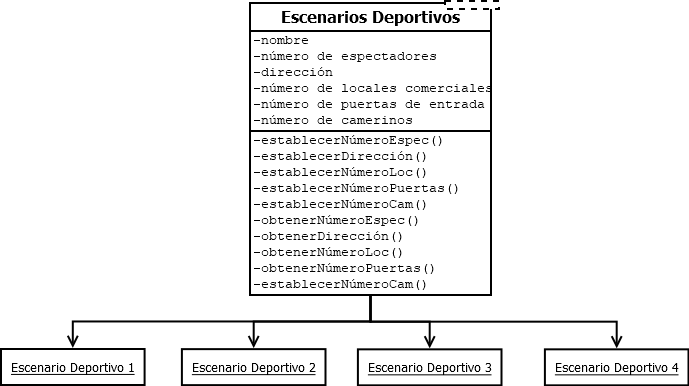 Escenarios Deportivos
-nombre
-número de espectadores
-dirección
-número de locales comerciales
-número de puertas de entrada
-número de camerinos
-establecerNúmeroEspec()
-establecerDirección()
-establecerNúmeroLoc()
-establecerNúmeroPuertas()
-establecerNúmeroCam()
-obtenerNúmeroEspec()
-obtenerDirección()
-obtenerNúmeroLoc()
-obtenerNúmeroPuertas()
-establecerNúmeroCam()
Escenario Deportivo 1
Escenario Deportivo 2
Escenario Deportivo 3
Escenario Deportivo 4